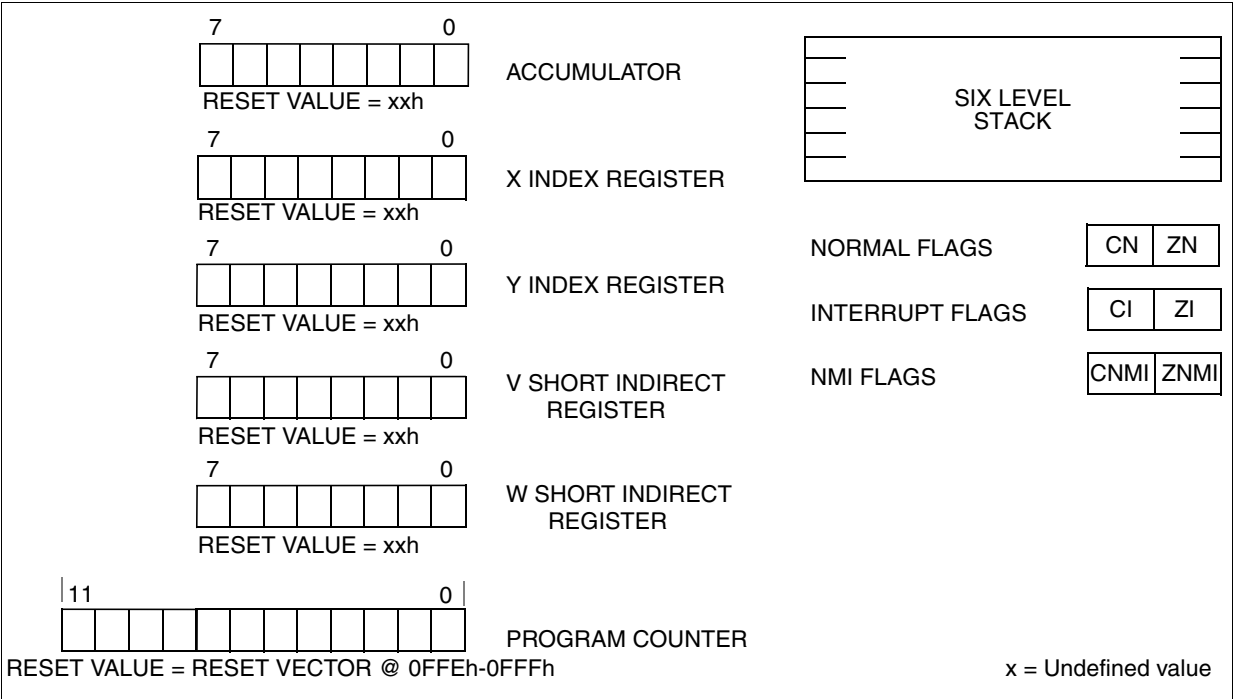 7 0
ACCUMULATOR
RESET VALUE = xxh
7 0
X INDEX REGISTER
RESET VALUE = xxh
7 0
Y INDEX REGISTER
RESET VALUE = xxh
7 0
V SHORT INDIRECT
REGISTER
RESET VALUE = xxh
7 0
W SHORT INDIRECT
REGISTER
RESET VALUE = xxh
11 0
PROGRAM COUNTER
RESET VALUE = RESET VECTOR @ 0FFEh-0FFFh
SIX LEVEL
STACK
NORMAL FLAGS CN ZN
INTERRUPT FLAGS CI ZI
NMI FLAGS CNMI ZNMI
x = Undefined value